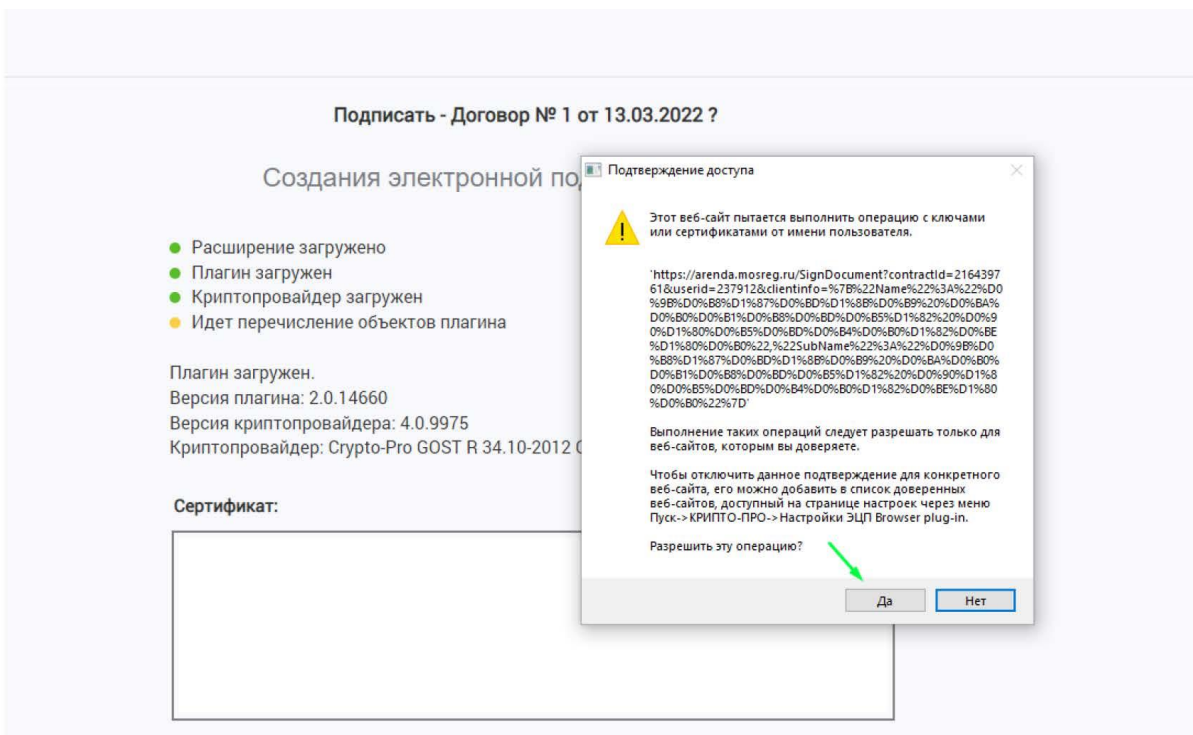 Подписать - Договор № 1 от 13.03.2022 ?
Создания электронной по
Расширение загружено
Плагин загружен
Криптопровайдер загружен
Идет перечисление объектов плагина
Плагин загружен.
Версия плагина: 2.0.14660
Версия криптопровайдера: 4.0.9975
Криптопровайдер: Crypto-Pro GOST R 34.10-2012
Сертификат:
Подтверждение доступа
Этот веб-сайт пытается выполнить операцию с ключами
или сертификатами от имени пользователя.
'https://arenda.mosreg.ru/SignDocument?contractId=2164397
61&userid=237912&clientinfo=%7B%22Name%22%3A%22%D0
%9B%D0%B8%D1%87%D0%BD%D1%8B%D0%B9%20%D0%BA%
D0%B0%D0%B1%D0%B8%D0%BD%D0%B5%D1%82%20%D0%9
0%D1%80%D0%B5%D0%BD%D0%B4%D0%B0%D1%82%D0%BE
%D1%80%D0%B0%22,%22SubName%22%3A%22%D0%9B%D0
%B8%D1%87%D0%BD%D1%8B%D0%B9%20%D0%BA%D0%B0%
D0%B1%D0%B8%D0%BD%D0%B5%D1%82%20%D0%90%D1%8
0%D0%B5%D0%BD%D0%B4%D0%B0%D1%82%D0%BE%D1%80
%D0%B0%22%7D'
Выполнение таких операций следует разрешать только для
веб-сайтов, которым вы доверяете.
Чтобы отключить данное подтверждение для конкретного
веб-сайта, его можно добавить в список доверенных
веб-сайтов, доступный на странице настроек через меню
Пуск->КРИПТО-ПРО->Настройки ЭЦП Browser plug-in.
Разрешить эту операцию?
Да
Нет